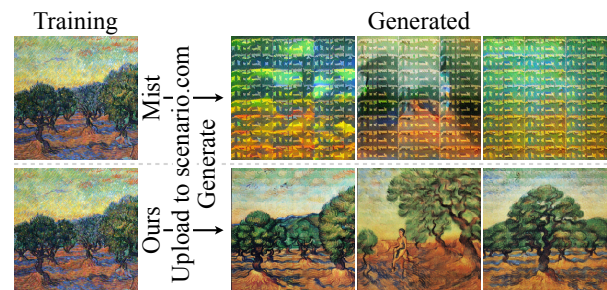 Training
Generated
Mist
Ours
Upload to scenario.com
Generate